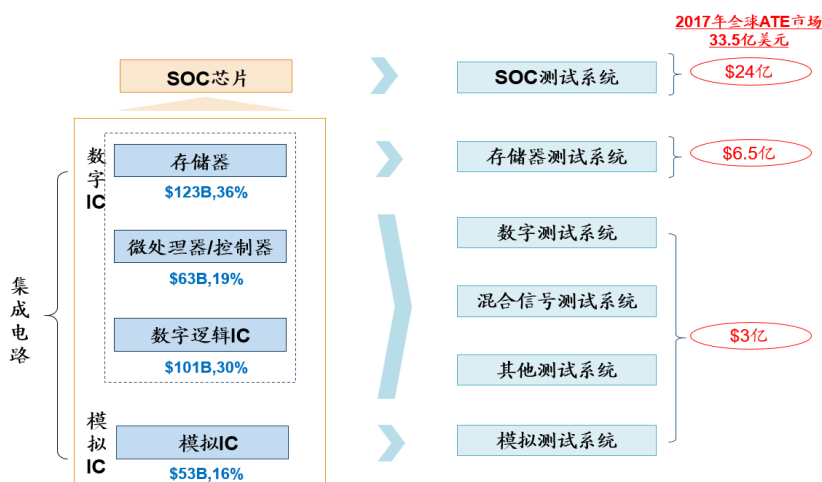 2017年全球ATE市场
33.5亿美元
SOC芯片
SOC测试系统
$24亿
数字IC
存储器
$123B,36%
存储器测试系统
$6.5亿
微处理器/控制器
$63B,19%
数字测试系统
集成电路
数字逻辑IC
$101B,30%
混合信号测试系统
其他测试系统
$3亿
模拟IC
模拟IC
$53B,16%
模拟测试系统